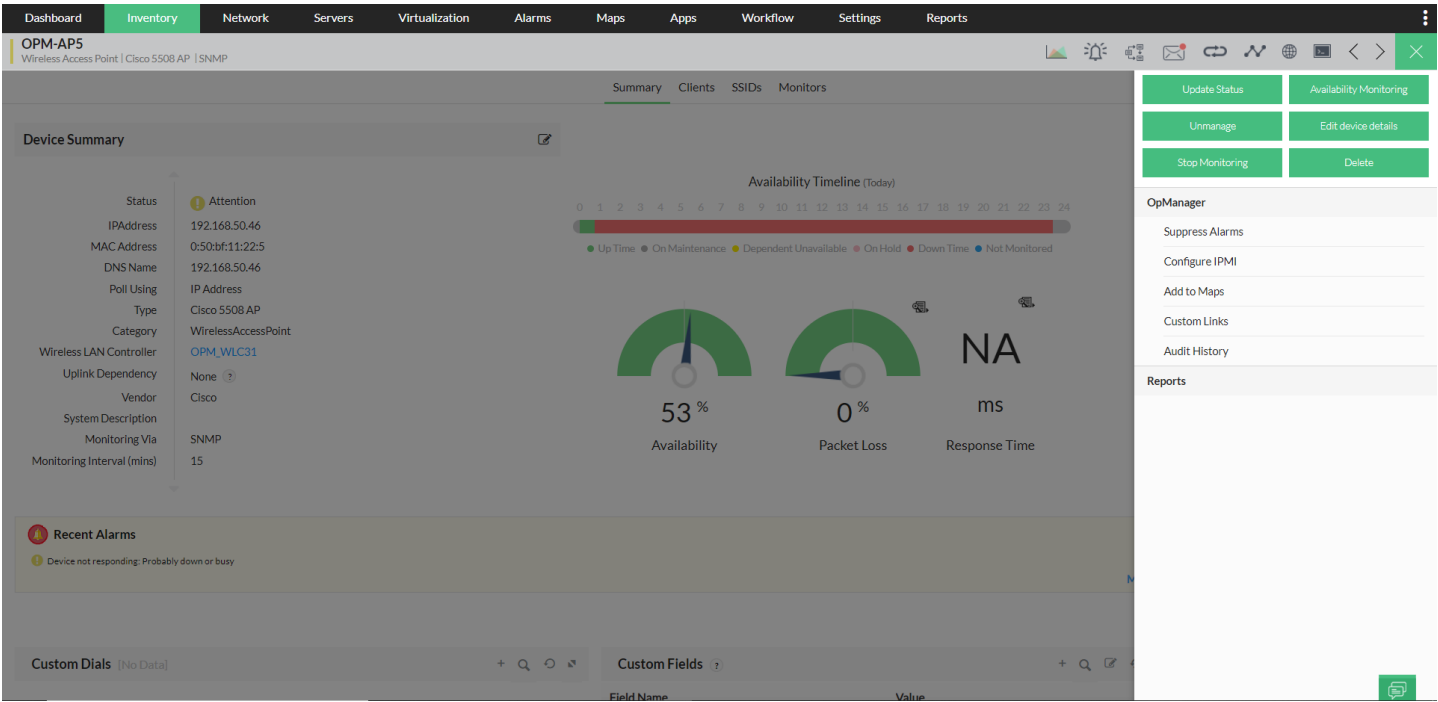 Dashboard Inventory Network Servers Virtualization Alarms Maps Apps Workflow Settings Reports
OPM-AP5
Wireless Access Point | Cisco 5508 AP | SNMP
Summary Clients SSIDs Monitors
Update Status Availability Monitoring
Unmanage Edit device details
Stop Monitoring Delete
Device Summary
Status Attention
IPAddress 192.168.50.46
MAC Address 0:50:bf:11:22:5
DNS Name 192.168.50.46
Poll Using IP Address
Type Cisco 5508 AP
Category WirelessAccessPoint
Wireless LAN Controller OPM_WLC31
Uplink Dependency None ?
Vendor Cisco
System Description
Monitoring Via SNMP
Monitoring Interval (mins) 15
Availability Timeline (Today)
0 1 2 3 4 5 6 7 8 9 10 11 12 13 14 15 16 17 18 19 20 21 22 23 24
Up Time On Maintenance Dependent Unavailable On Hold Down Time Not Monitored
53 % 0 % NA ms
Availability Packet Loss Response Time
OpManager
Suppress Alarms
Configure IPMI
Add to Maps
Custom Links
Audit History
Reports
Recent Alarms
Device not responding: Probably down or busy
M
Custom Dials [No Data]
Custom Fields ?
Field Name Value